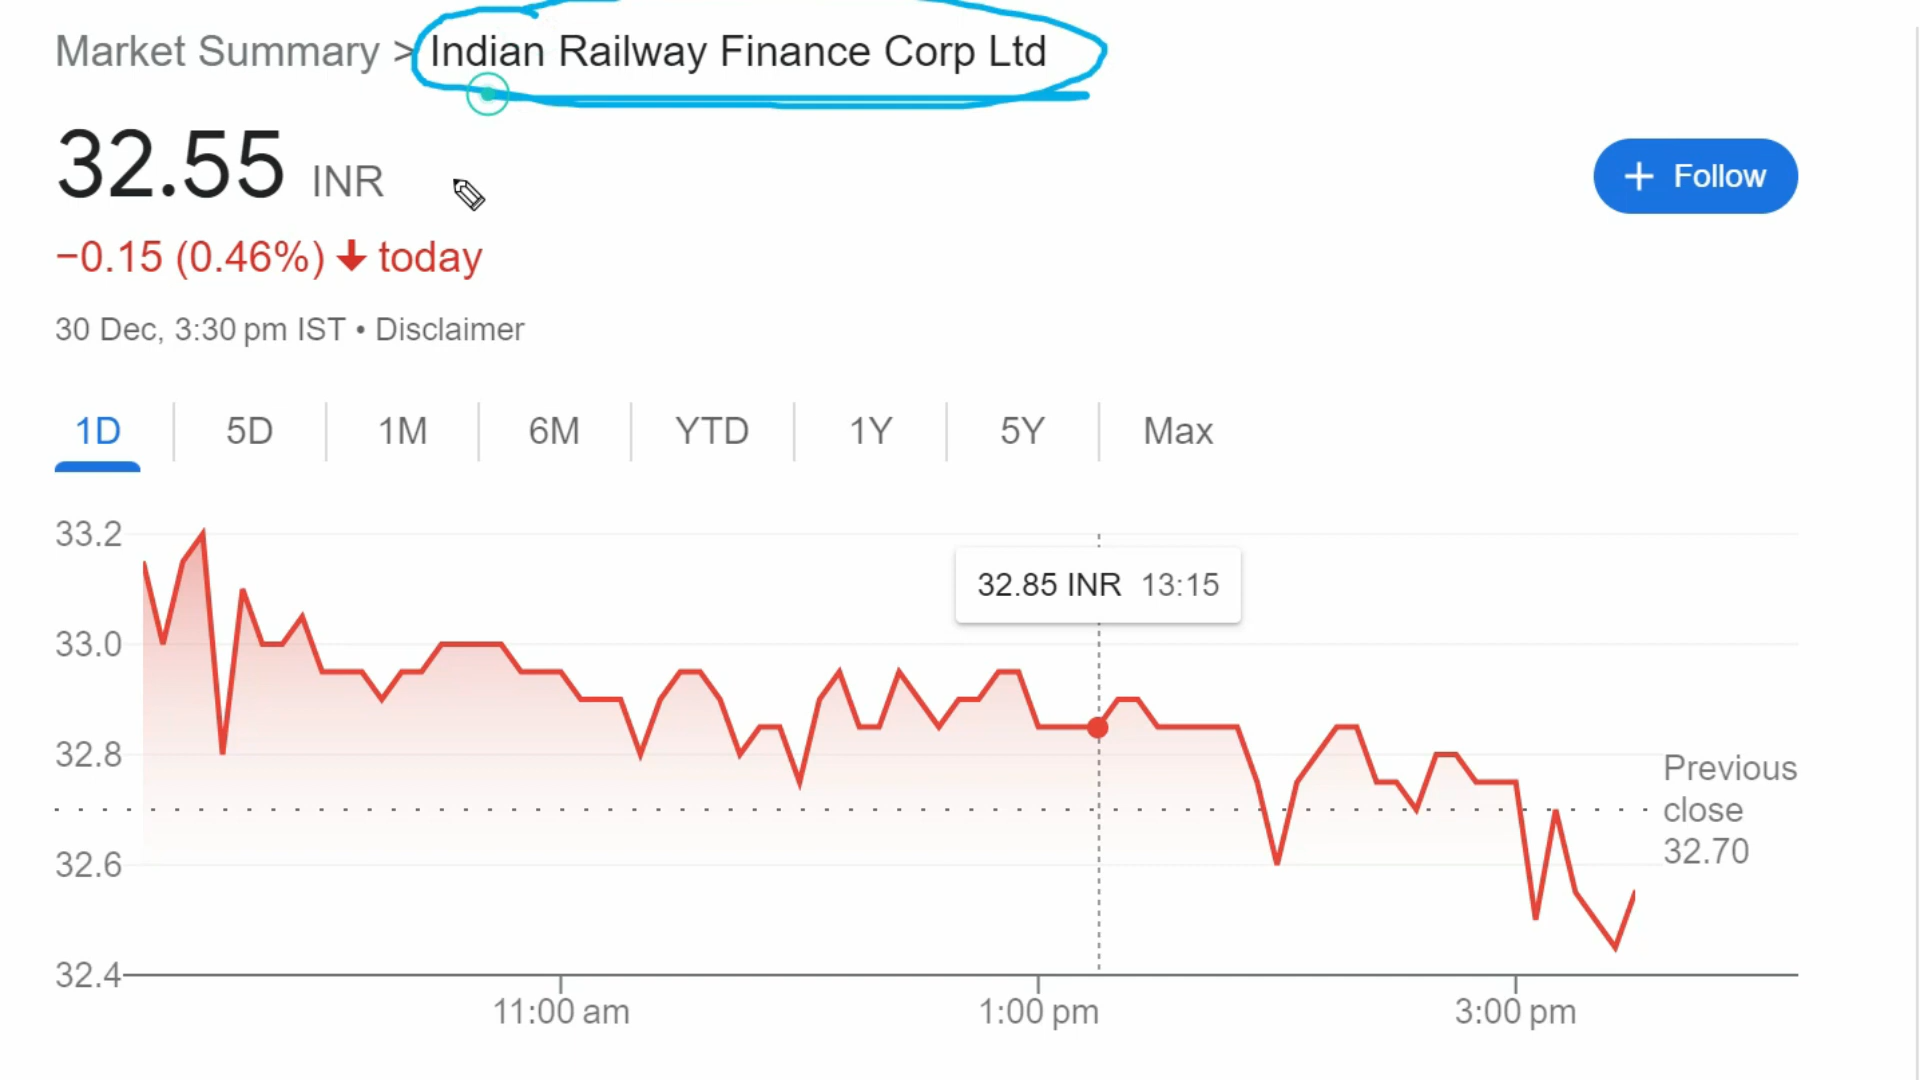 Market Summary > Indian Railway Finance Corp Ltd
32.55 INR
+ Follow
−0.15 (0.46%) ↓ today
30 Dec, 3:30 pm IST • Disclaimer
1D 5D 1M 6M YTD 1Y 5Y Max
33.2
32.85 INR 13:15
33.0
32.8
Previous
close
32.70
32.6
32.4
11:00 am 1:00 pm 3:00 pm